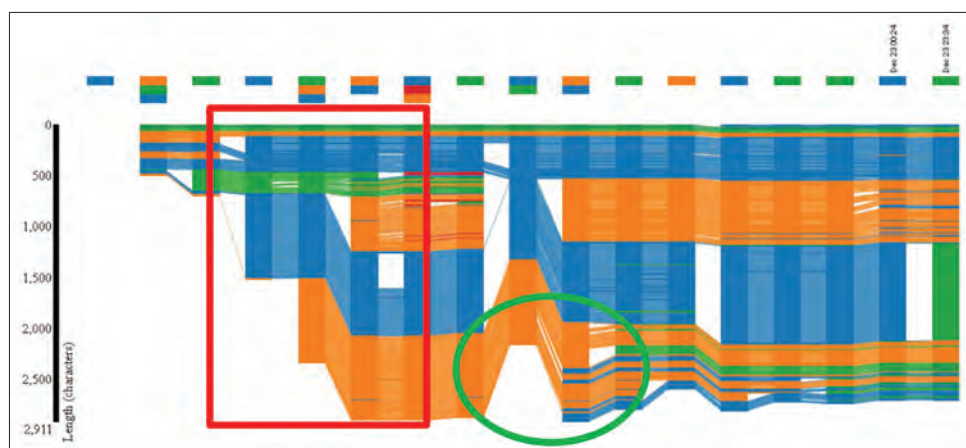 Dec 23 00:24
Dec 23 23:34
0
500
1,000
1,500
2,000
2,500
2,911
Length (characters)